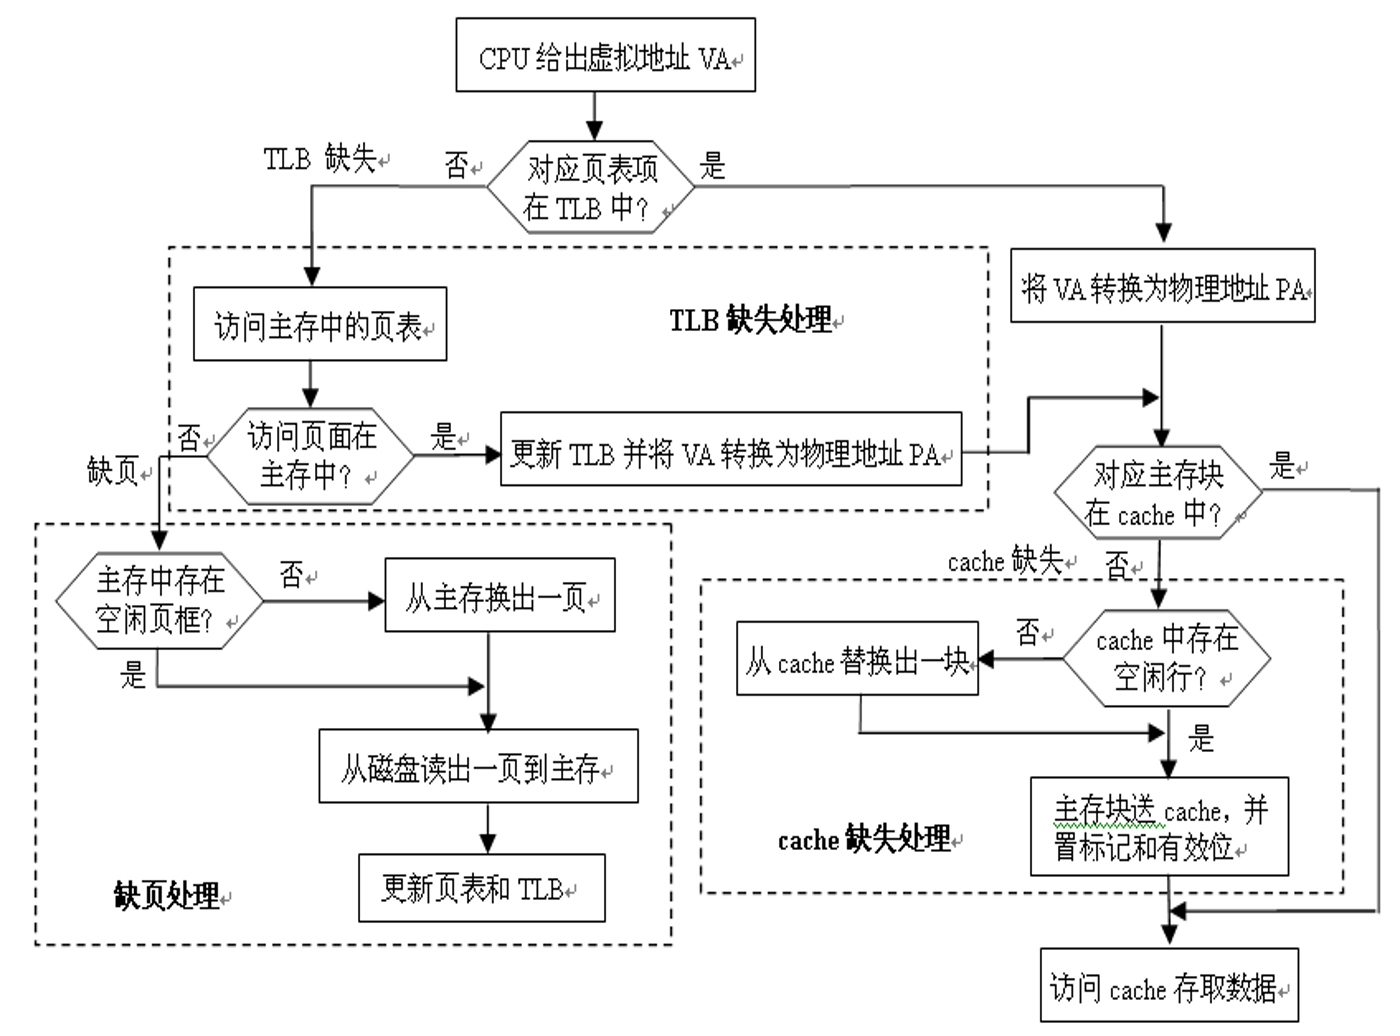 CPU 给出虚拟地址 VA
TLB 缺失
否
对应页表项
在 TLB 中？
是
访问主存中的页表
TLB 缺失处理
将 VA 转换为物理地址 PA
否
访问页面在
主存中？
是
更新 TLB 并将 VA 转换为物理地址 PA
缺页
对应主存块
在 cache 中？
是
cache 缺失
否
主存中存在
空闲页框？
否
从主存换出一页
是
从 cache 替换出一块
否
cache 中存在
空闲行？
是
从磁盘读出一页到主存
主存块送 cache，并
置标记和有效位
cache 缺失处理
更新页表和 TLB
缺页处理
访问 cache 存取数据